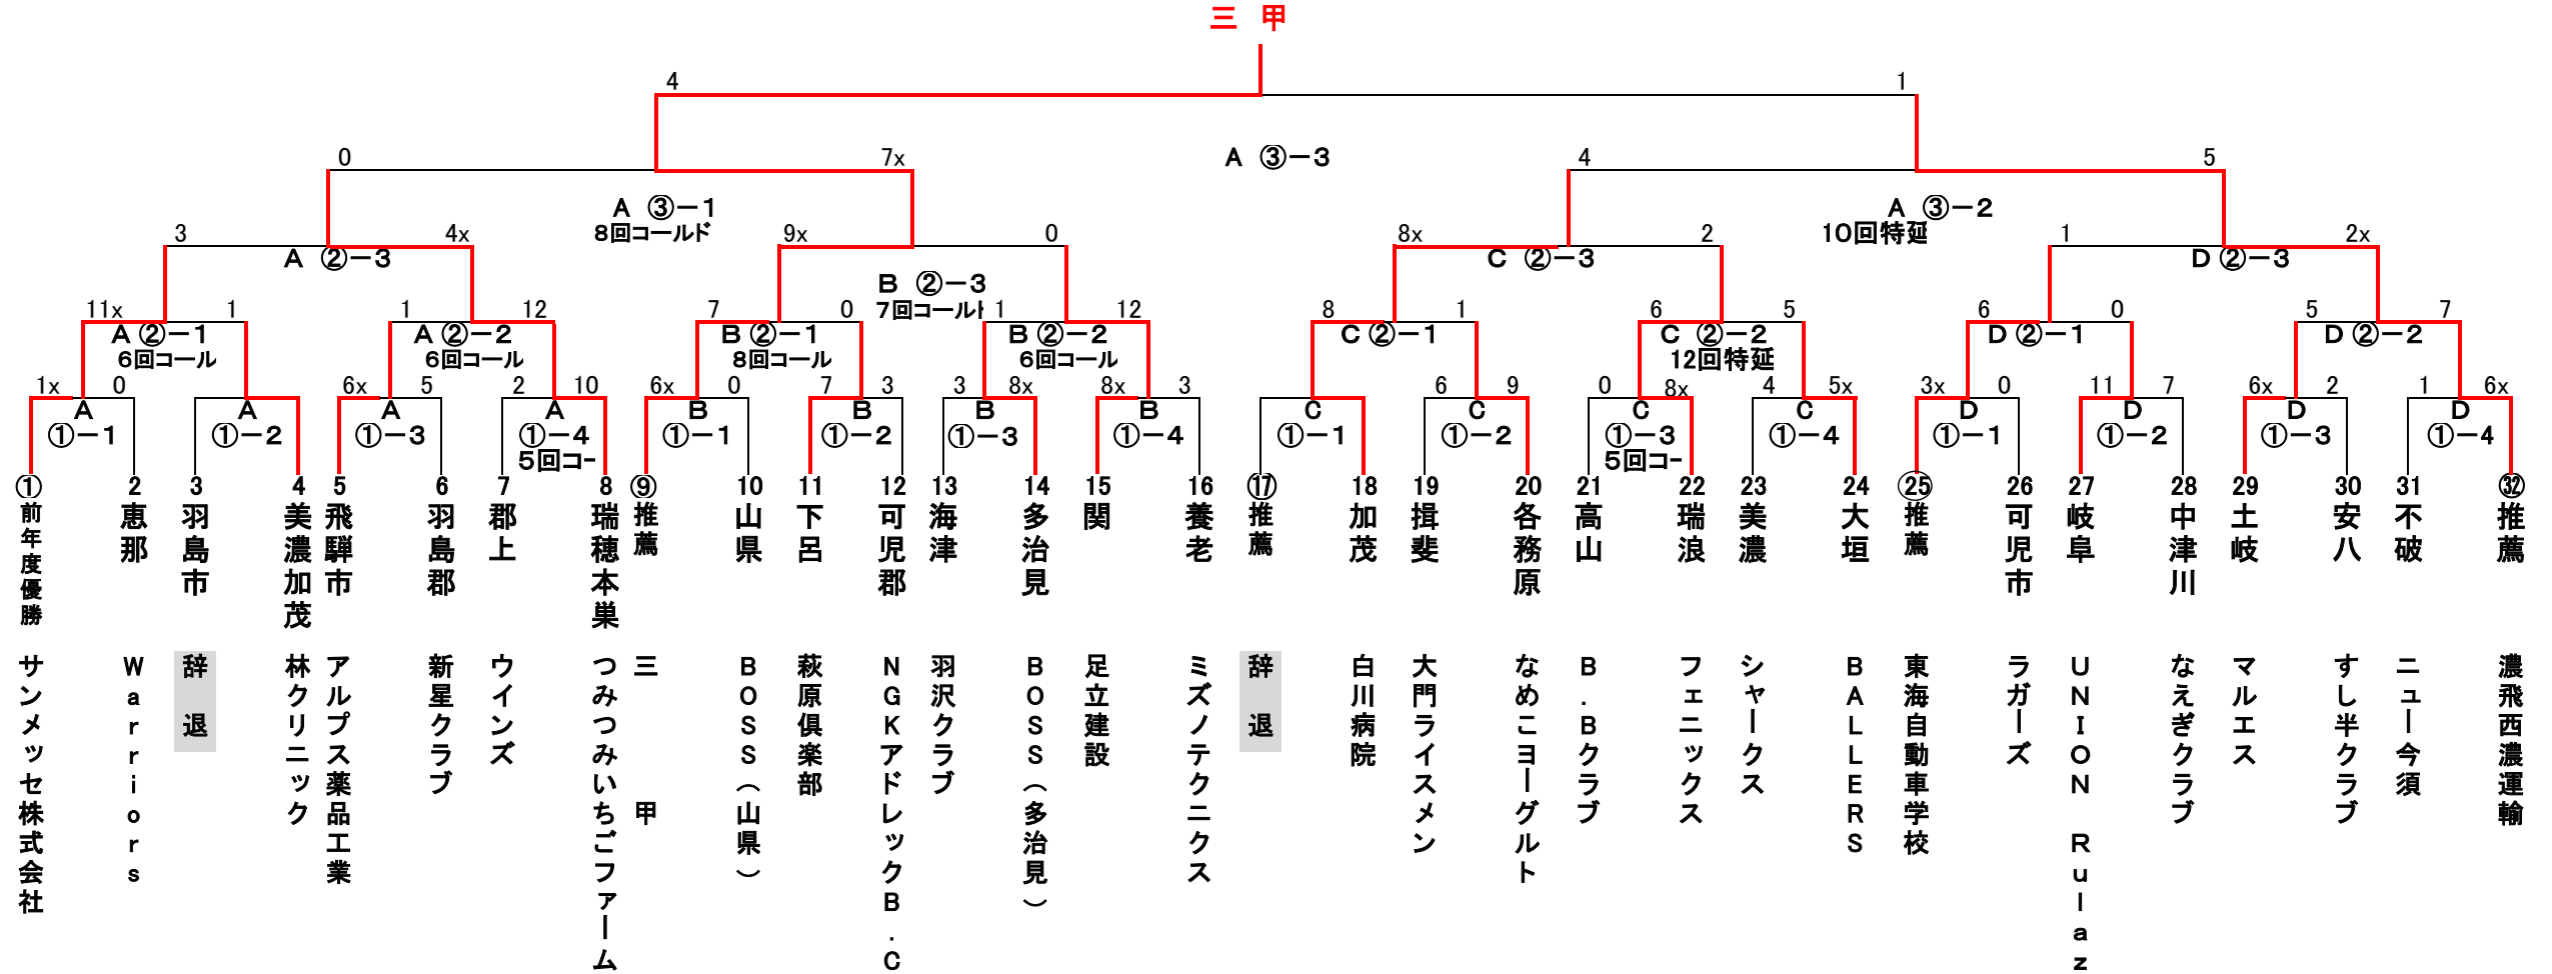 三 甲
4 1
0 7x A ③－3 4 5
A ③－1 A ③－2
8回コールド 10回特延
3 4x 9x 0 8x 2 1 2x
A ②－3 C ②－3 D ②－3
B ②－3
7回コール
11x 1 1 12 7 0 1 12 8 1 6 5 6 0 5 7
A ②－1 A ②－2 B ②－1 B ②－2 C ②－1 C ②－2 D ②－1 D ②－2
6回コール 6回コール 8回コール 6回コール 12回特延
1x 0 6x 5 2 10 6x 0 7 3 3 8x 8x 3 6 9 0 8x 4 5x 3x 0 11 7 6x 2 1 6x
A A A A B B B B C C C C D D D D
①－1 ①－2 ①－3 ①－4 ①－1 ①－2 ①－3 ①－4 ①－1 ①－2 ①－3 ①－4 ①－1 ①－2 ①－3 ①－4
5回コー 5回コー
① 2 3 4 5 6 7 8 ⑨ 10 11 12 13 14 15 16 ⑰ 18 19 20 21 22 23 24 ㉕ 26 27 28 29 30 31 ㉜
前年度優勝
恵那
羽島市
美濃加茂
飛騨市
羽島郡
郡上
瑞穂本巣
推薦
山県
下呂
可児郡
海津
多治見
関
養老
推薦
加茂
揖斐
各務原
高山
瑞浪
美濃
大垣
推薦
可児市
岐阜
中津川
土岐
安八
不破
推薦
サンメッセ株式会社
Warriors
辞退
林クリニック
アルプス薬品工業
新星クラブ
ウインズ
つみつみいちごファーム
三甲
BOSS（山県）
萩原倶楽部
NGKアドレックB.C
羽沢クラブ
BOSS（多治見）
足立建設
ミズノテクニクス
辞退
白川病院
大門ライスメン
なめこヨーグルト
B.Bクラブ
フェニックス
シャークス
BALLERS
東海自動車学校
ラガーズ
UNION Rulaz
なえぎクラブ
マルエス
すし半クラブ
ニュー今須
濃飛西濃運輸